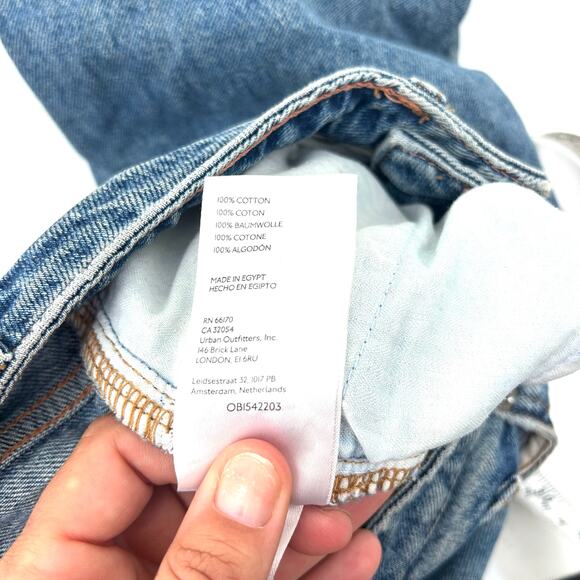 100% COTTON
100% COTON
100% BAUMWOLLE
100% COTONE
100% ALGODÓN
MADE IN EGYPT
HECHO EN EGIPTO
RN 66170
CA 32054
Urban Outfitters, Inc.
146 Brick Lane
LONDON, E1 6RU
Leidsestraat 32, 1017 PB
Amsterdam, Netherlands
OB1542203